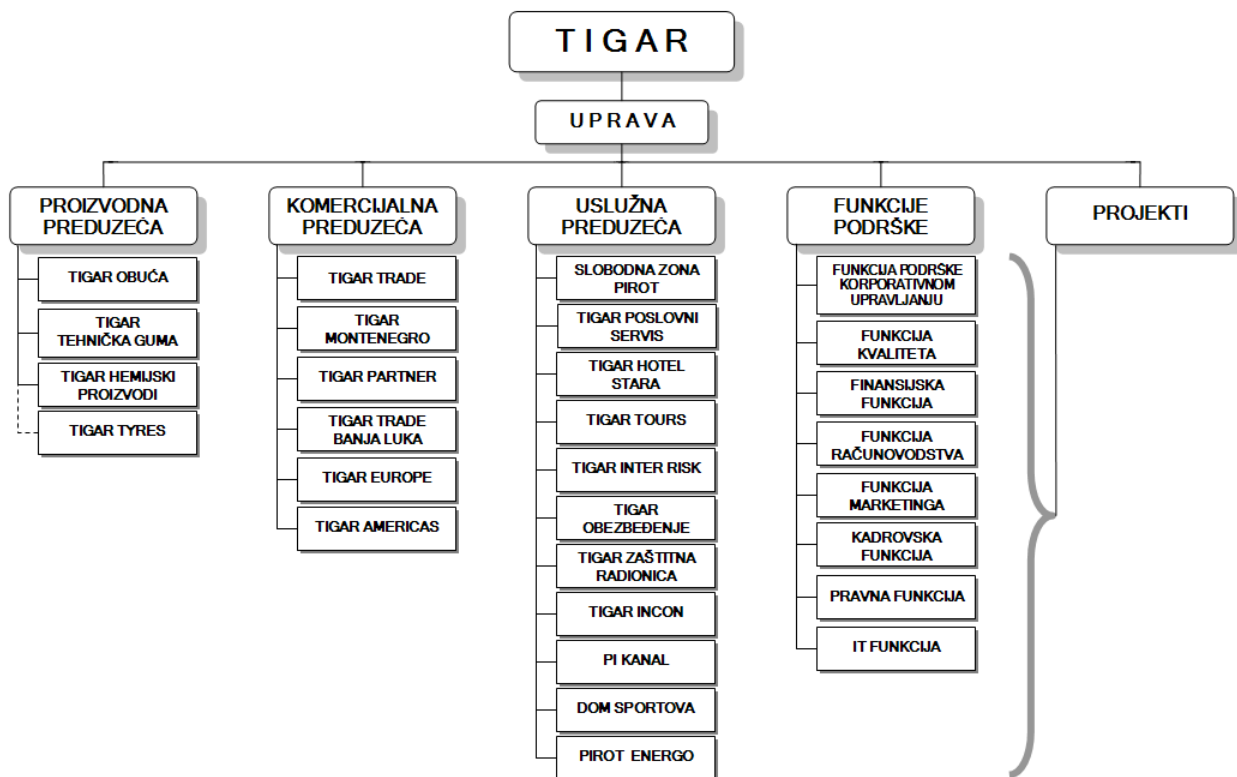 TIGAR
UPRAVA
PROIZVODNA
PREDUZEĆA
KOMERCIJALNA
PREDUZEĆA
USLUŽNA
PREDUZEĆA
FUNKCIJE
PODRŠKE
PROJEKTI
TIGAR OBUĆA
TIGAR
TEHNIČKA GUMA
TIGAR HEMIJSKI
PROIZVODI
TIGAR TYRES
TIGAR TRADE
TIGAR
MONTENEGRO
TIGAR PARTNER
TIGAR TRADE
BANJA LUKA
TIGAR EUROPE
TIGAR AMERICAS
SLOBODNA ZONA
PIROT
TIGAR POSLOVNI
SERVIS
TIGAR HOTEL
STARA
TIGAR TOURS
TIGAR INTER RISK
TIGAR
OBEZBEĐENJE
TIGAR ZAŠTITNA
RADIONICA
TIGAR INCON
PI KANAL
DOM SPORTOVA
PIROT ENERGO
FUNKCIJA PODRŠKE
KORPORATIVNOM
UPRAVLJANJU
FUNKCIJA
KVALITETA
FINANSIJSKA
FUNKCIJA
FUNKCIJA
RAČUNOVODSTVA
FUNKCIJA
MARKETINGA
KADROVSKA
FUNKCIJA
PRAVNA FUNKCIJA
IT FUNKCIJA